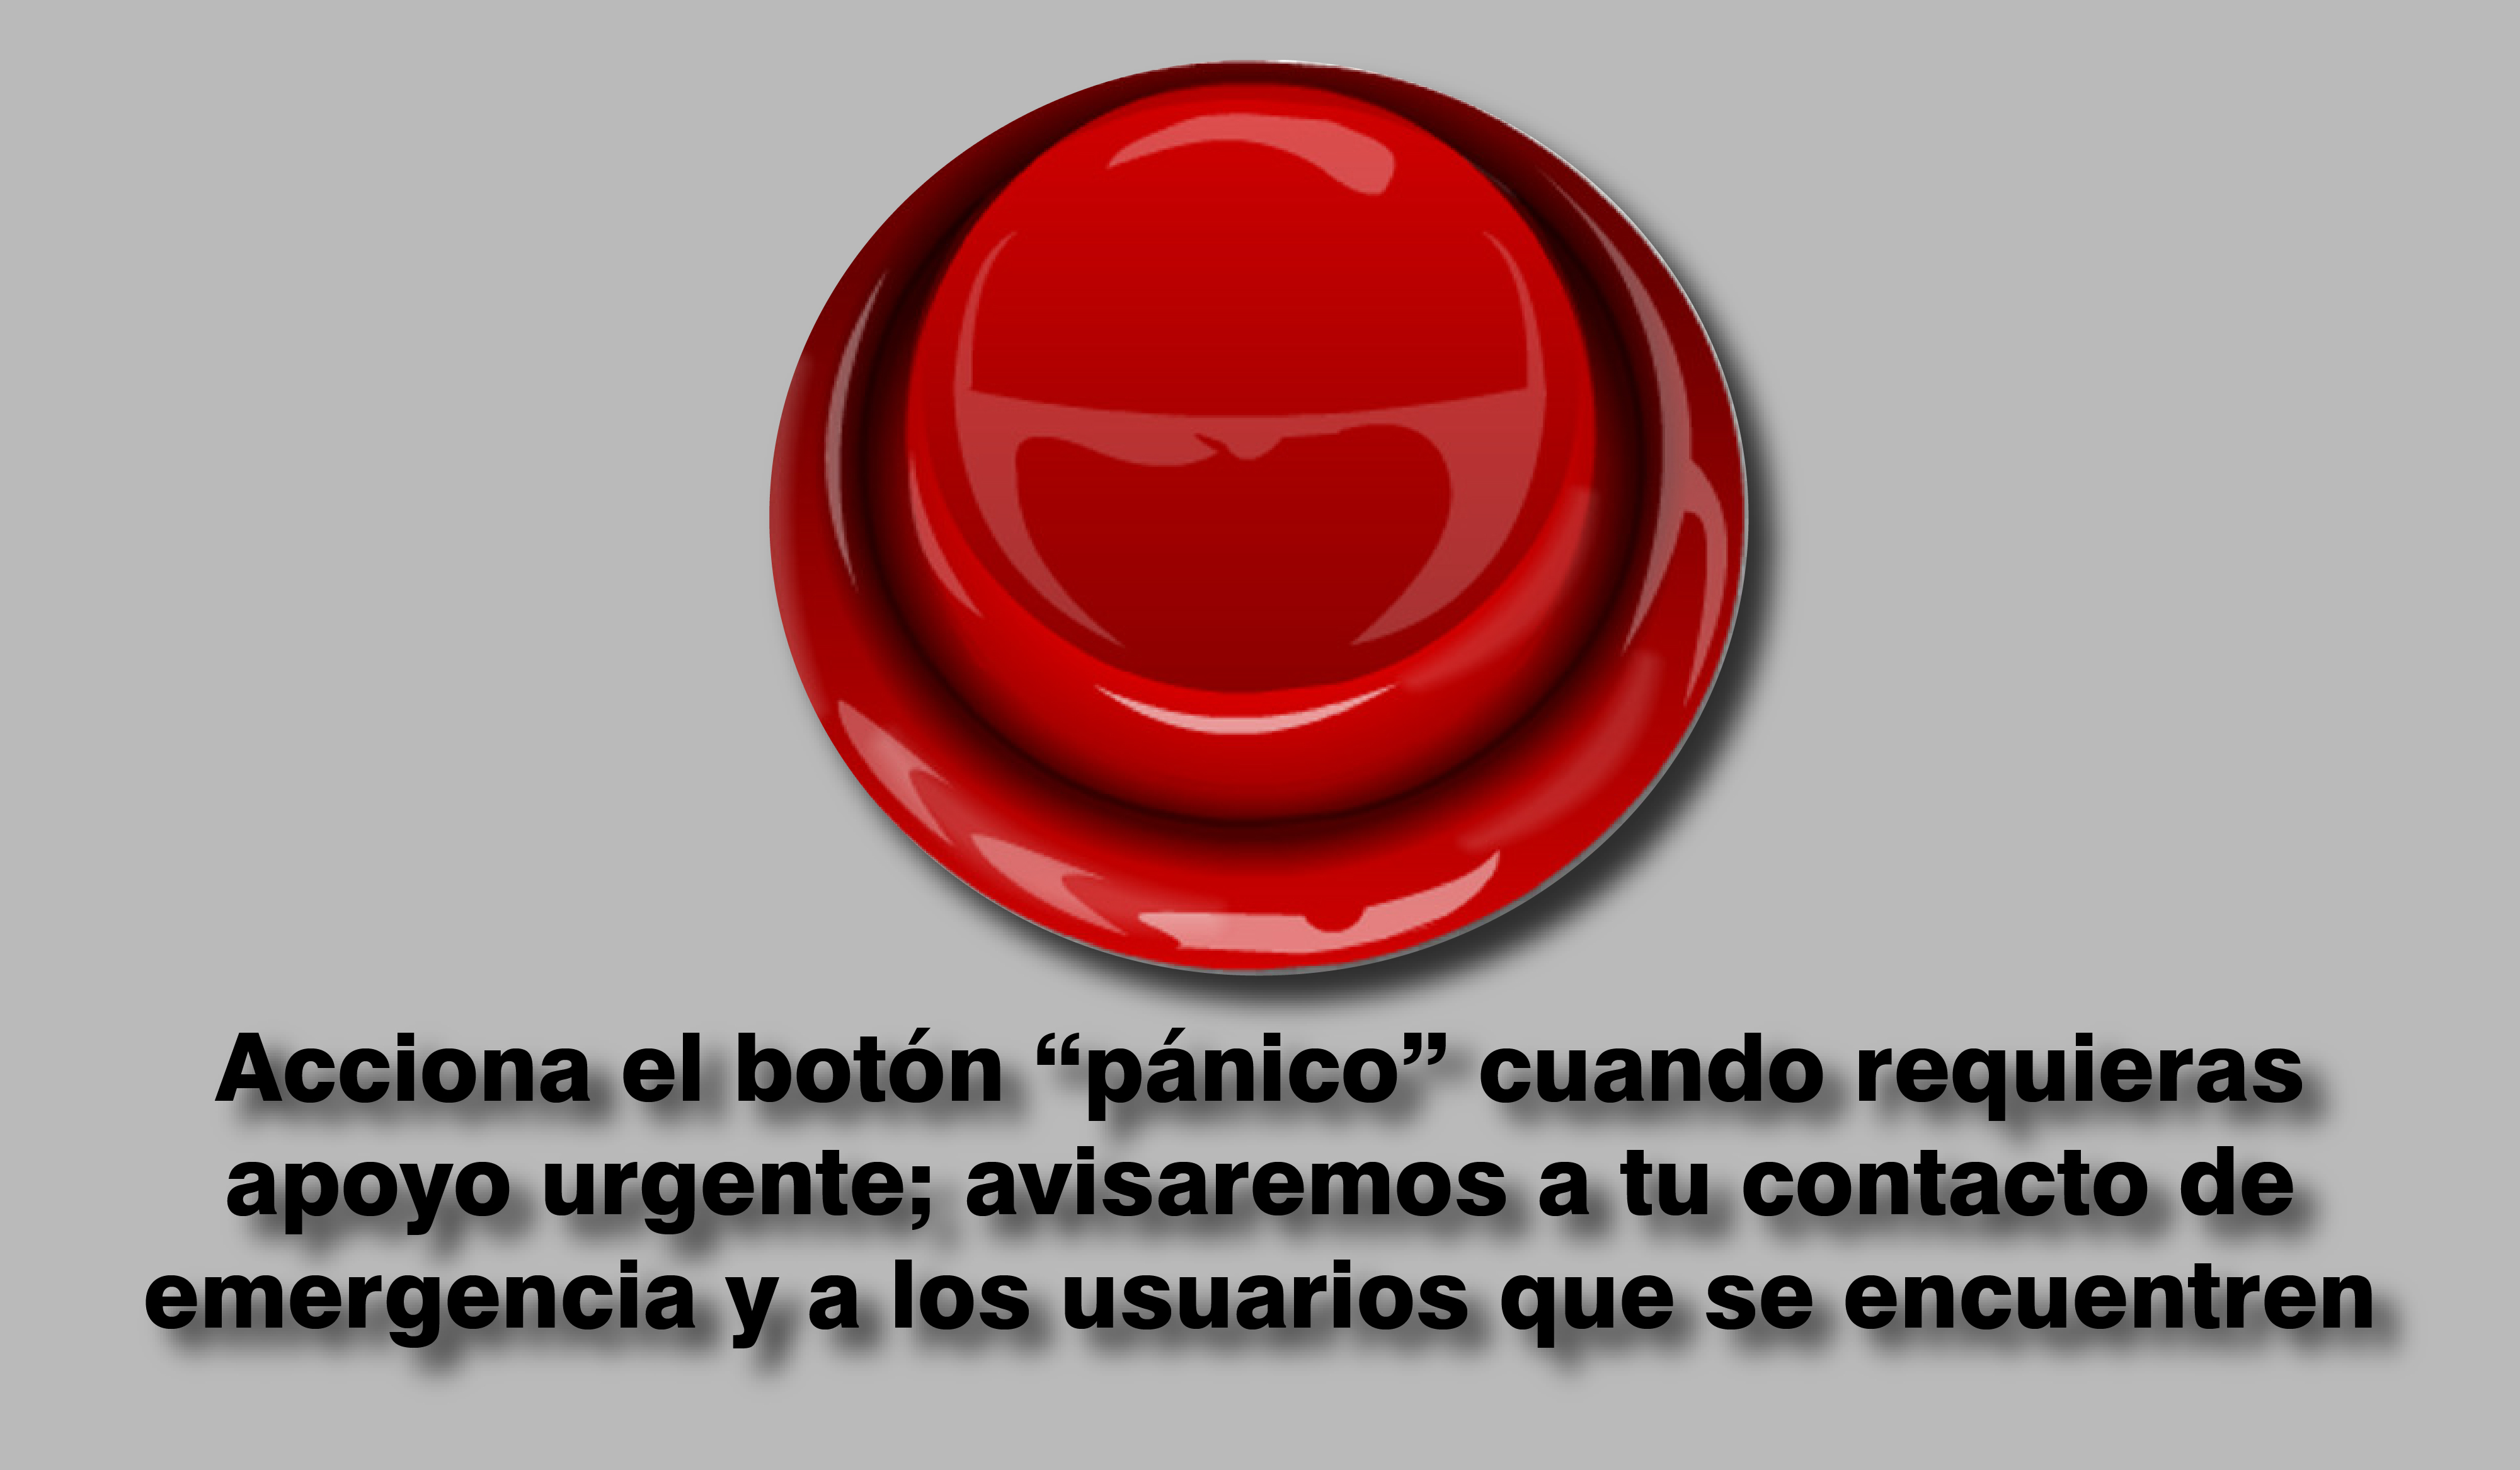 Acciona el botón “pánico” cuando requieras
apoyo urgente; avisaremos a tu contacto de
emergencia y a los usuarios que se encuentren